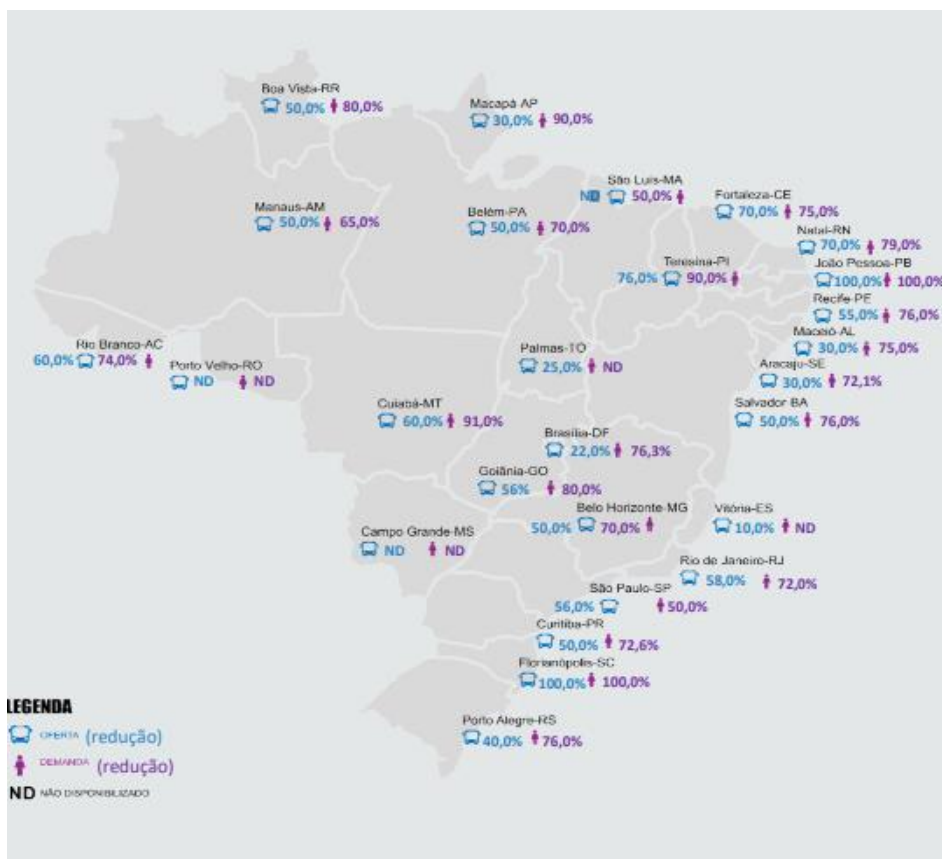 Boa Vista-RR
50,0% 80,0%
Macapá-AP
30,0% 90,0%
São Luis-MA
ND 50,0%
Fortaleza-CE
70,0% 75,0%
Manaus-AM
50,0% 65,0%
Belém-PA
50,0% 70,0%
Natal-RN
70,0% 79,0%
Teresina-PI
76,0% 90,0%
João Pessoa-PB
100,0% 100,0%
Recife-PE
55,0% 76,0%
Maceió-AL
30,0% 75,0%
Rio Branco-AC
60,0% 74,0%
Porto Velho-RO
ND ND
Palmas-TO
25,0% ND
Aracaju-SE
30,0% 72,1%
Cuiabá-MT
60,0% 91,0%
Salvador-BA
50,0% 76,0%
Brasília-DF
22,0% 76,3%
Goiânia-GO
56% 80,0%
Belo Horizonte-MG
50,0% 70,0%
Vitória-ES
10,0% ND
Campo Grande-MS
ND ND
Rio de Janeiro-RJ
58,0% 72,0%
São Paulo-SP
56,0% 50,0%
Curitiba-PR
50,0% 72,6%
Florianópolis-SC
100,0% 100,0%
Porto Alegre-RS
40,0% 76,0%
LEGENDA
OFERTA (redução)
DEMANDA (redução)
ND NÃO DISPONIBILIZADO